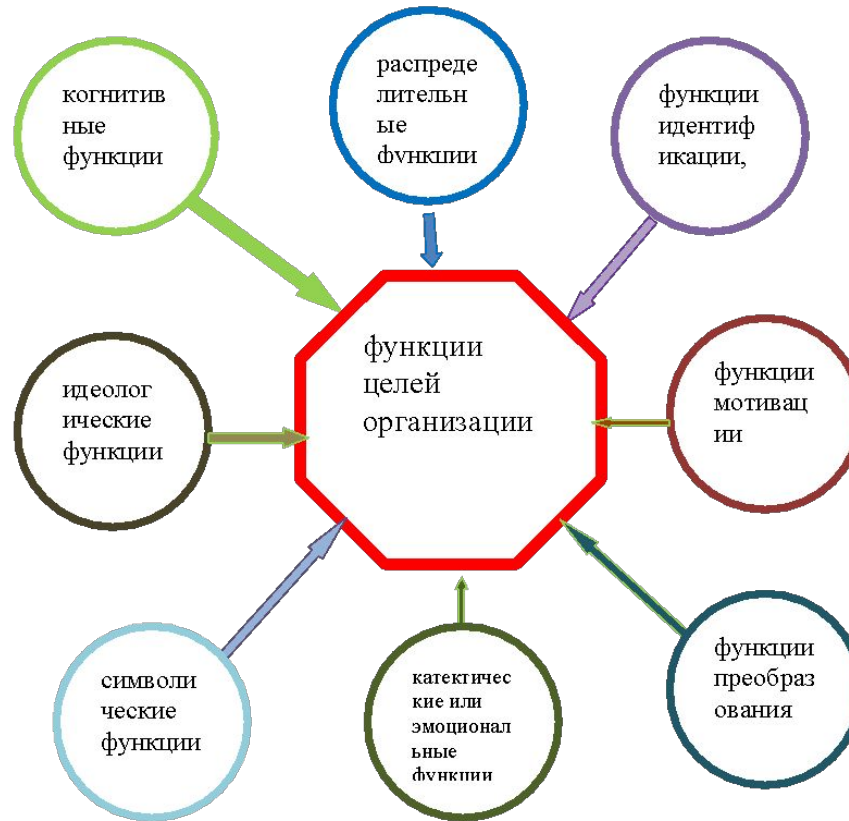 когнитив
ные
функции
распреде
лительн
ые
функции
функции
идентиф
икации,
функции
целей
организации
идеолог
ические
функции
функции
мотивац
ии
символи
ческие
функции
катектичес
кие или
эмоционал
ьные
функции
функции
преобраз
ования